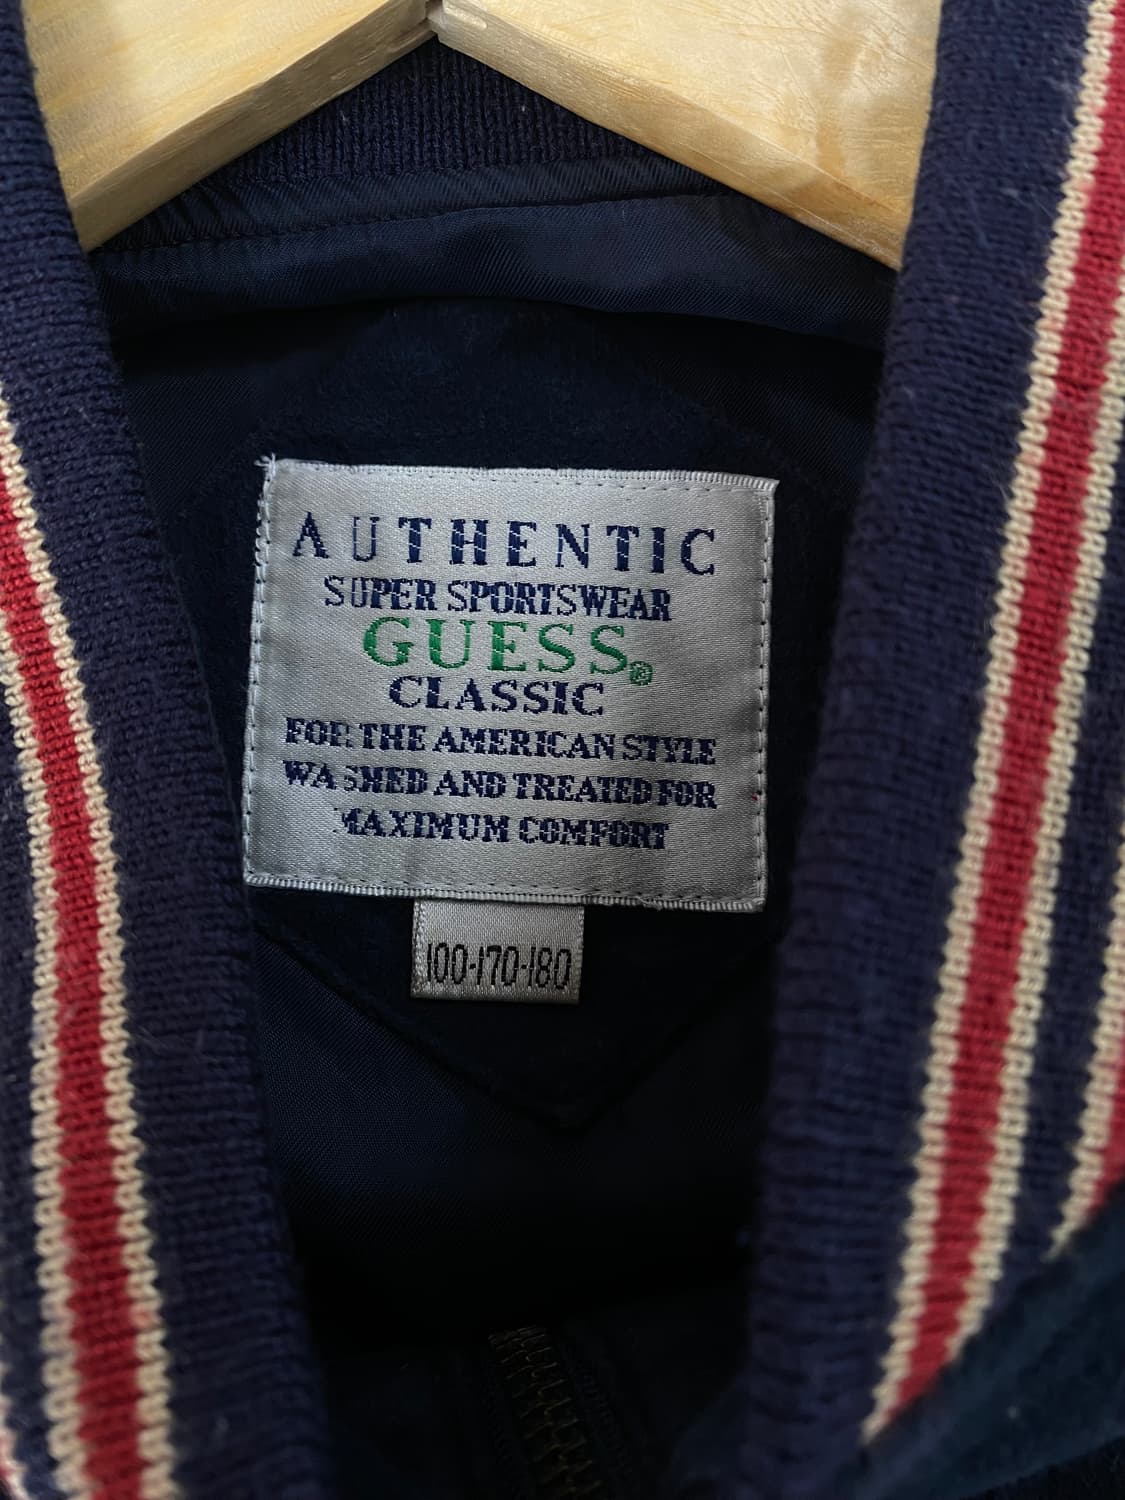 AUTHENTIC
SUPER SPORTSWEAR
GUESS®
CLASSIC
FOR THE AMERICAN STYLE
WASHED AND TREATED FOR
MAXIMUM COMFORT
100-170-180